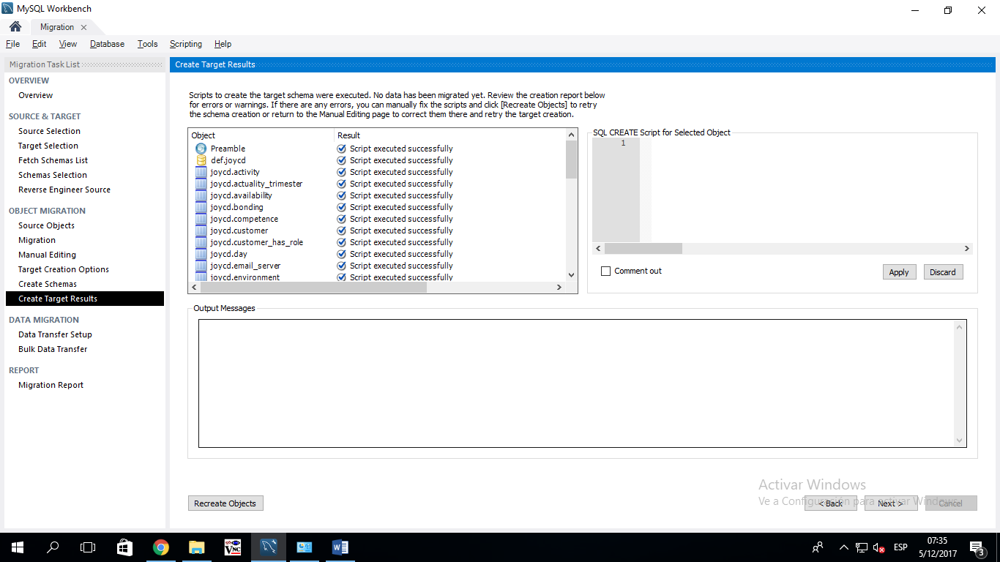 MySQL Workbench
Migration
File Edit View Database Tools Scripting Help
Migration Task List
OVERVIEW
Overview
SOURCE & TARGET
Source Selection
Target Selection
Fetch Schemas List
Schemas Selection
Reverse Engineer Source
OBJECT MIGRATION
Source Objects
Migration
Manual Editing
Target Creation Options
Create Schemas
Create Target Results
DATA MIGRATION
Data Transfer Setup
Bulk Data Transfer
REPORT
Migration Report
Create Target Results
Scripts to create the target schema were executed. No data has been migrated yet. Review the creation report below
for errors or warnings. If there are any errors, you can manually fix the scripts and click [Recreate Objects] to retry
the schema creation or return to the Manual Editing page to correct them there and retry the target creation.
Object Result
Preamble Script executed successfully
def.joycd Script executed successfully
joycd.activity Script executed successfully
joycd.actuality_trimester Script executed successfully
joycd.availability Script executed successfully
joycd.bonding Script executed successfully
joycd.competence Script executed successfully
joycd.customer Script executed successfully
joycd.customer_has_role Script executed successfully
joycd.day Script executed successfully
joycd.email_server Script executed successfully
joycd.environment Script executed successfully
SQL CREATE Script for Selected Object
1
Comment out
Apply Discard
Output Messages
Activar Windows
Ve a Configuración para activar Windows.
Recreate Objects
< Back Next > Cancel
VNC
W
ESP
07:35
5/12/2017
3